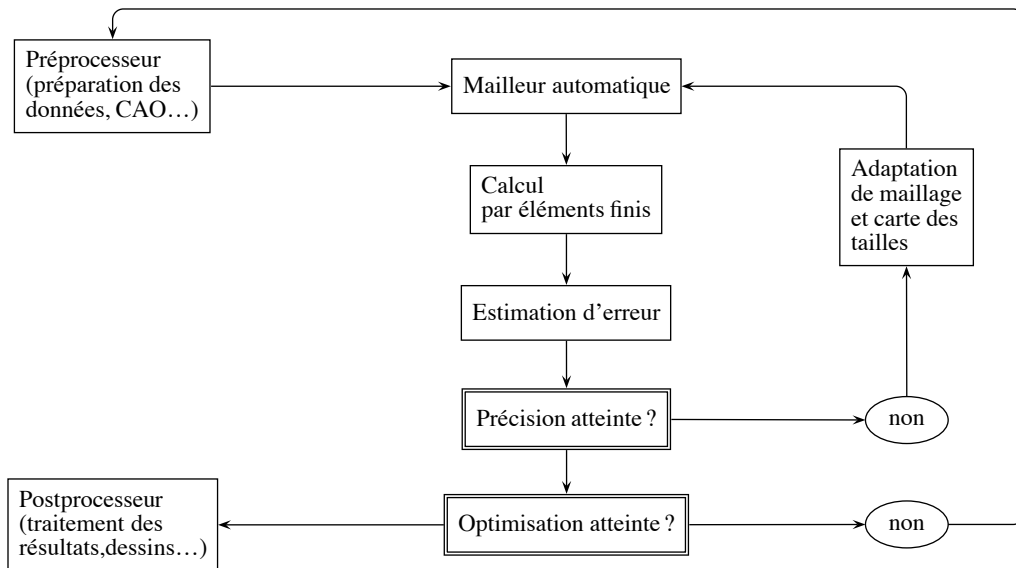 Préprocesseur
(préparation des
données, CAO…)
Mailleur automatique
Calcul
par éléments finis
Adaptation
de maillage
et carte des
tailles
Estimation d’erreur
Précision atteinte ?
non
Postprocesseur
(traitement des
résultats,dessins…)
Optimisation atteinte ?
non